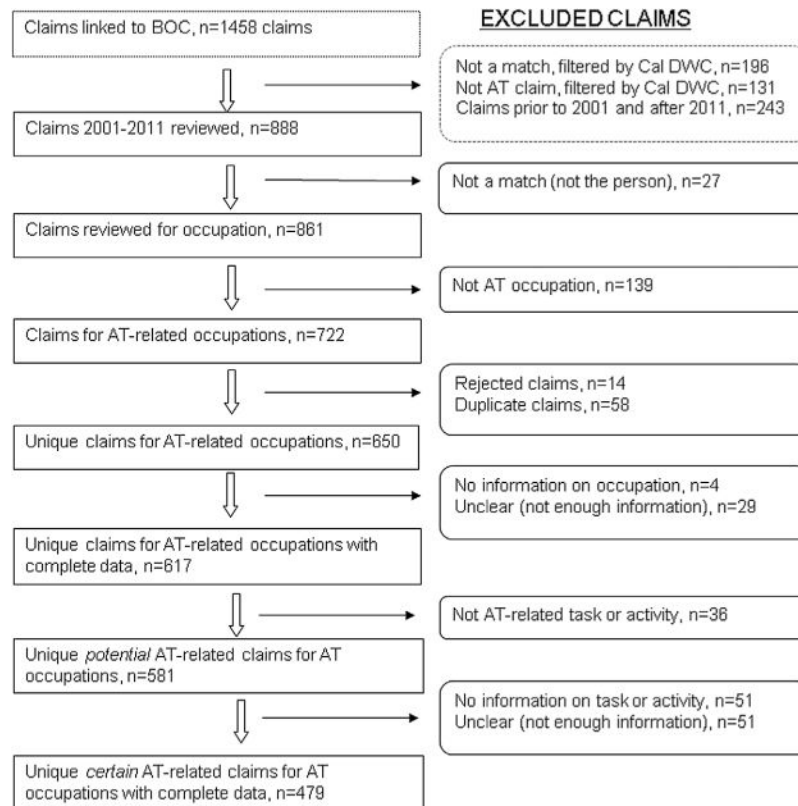 EXCLUDED CLAIMS
Claims linked to BOC, n=1458 claims
Not a match, filtered by Cal DWC, n=196
Not AT claim, filtered by Cal DWC, n=131
Claims prior to 2001 and after 2011, n=243
Claims 2001-2011 reviewed, n=888
Not a match (not the person), n=27
Claims reviewed for occupation, n=861
Not AT occupation, n=139
Claims for AT-related occupations, n=722
Rejected claims, n=14
Duplicate claims, n=58
Unique claims for AT-related occupations, n=650
No information on occupation, n=4
Unclear (not enough information), n=29
Unique claims for AT-related occupations with
complete data, n=617
Not AT-related task or activity, n=36
Unique potential AT-related claims for AT
occupations, n=581
No information on task or activity, n=51
Unclear (not enough information), n=51
Unique certain AT-related claims for AT
occupations with complete data, n=479